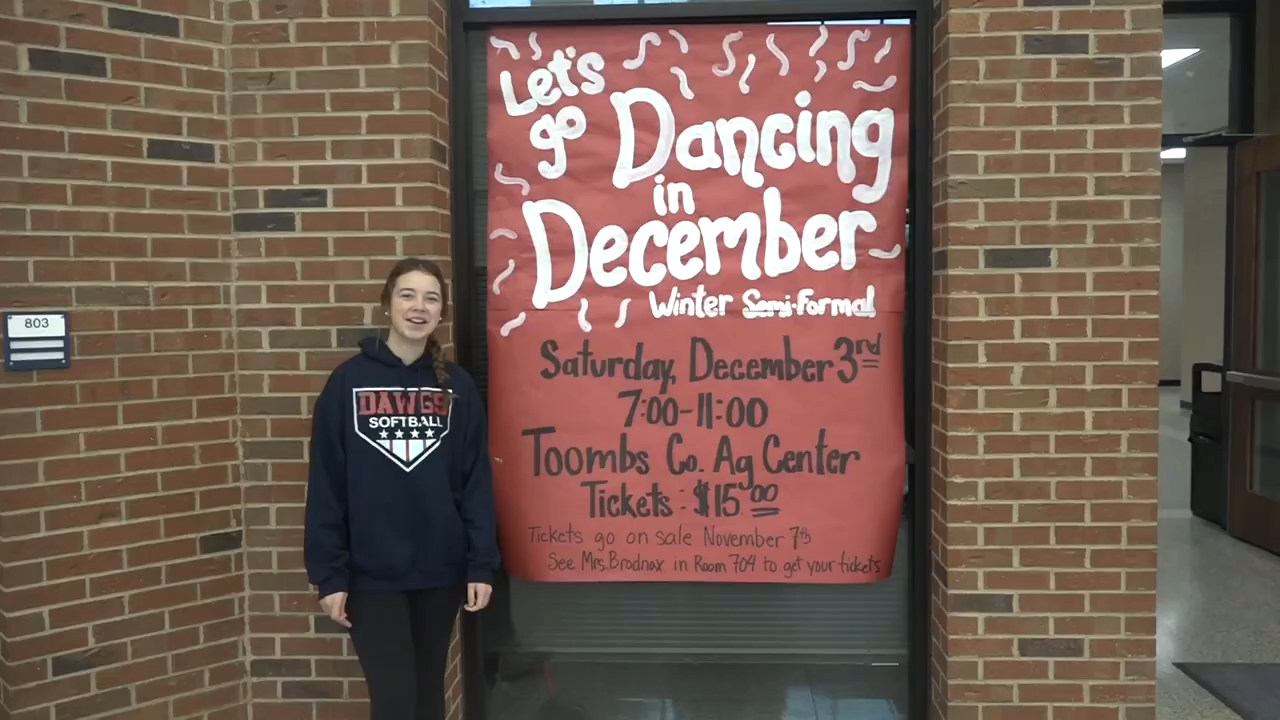 803
DAWGS
SOFTBALL
Let's
go Dancing
in
December
Winter Semi-Formal
Saturday, December 3rd
7:00-11:00
Toombs Co. Ag Center
Tickets: $15.00
Tickets go on sale November 7th
See Mrs. Brodnax in Room 704 to get your tickets